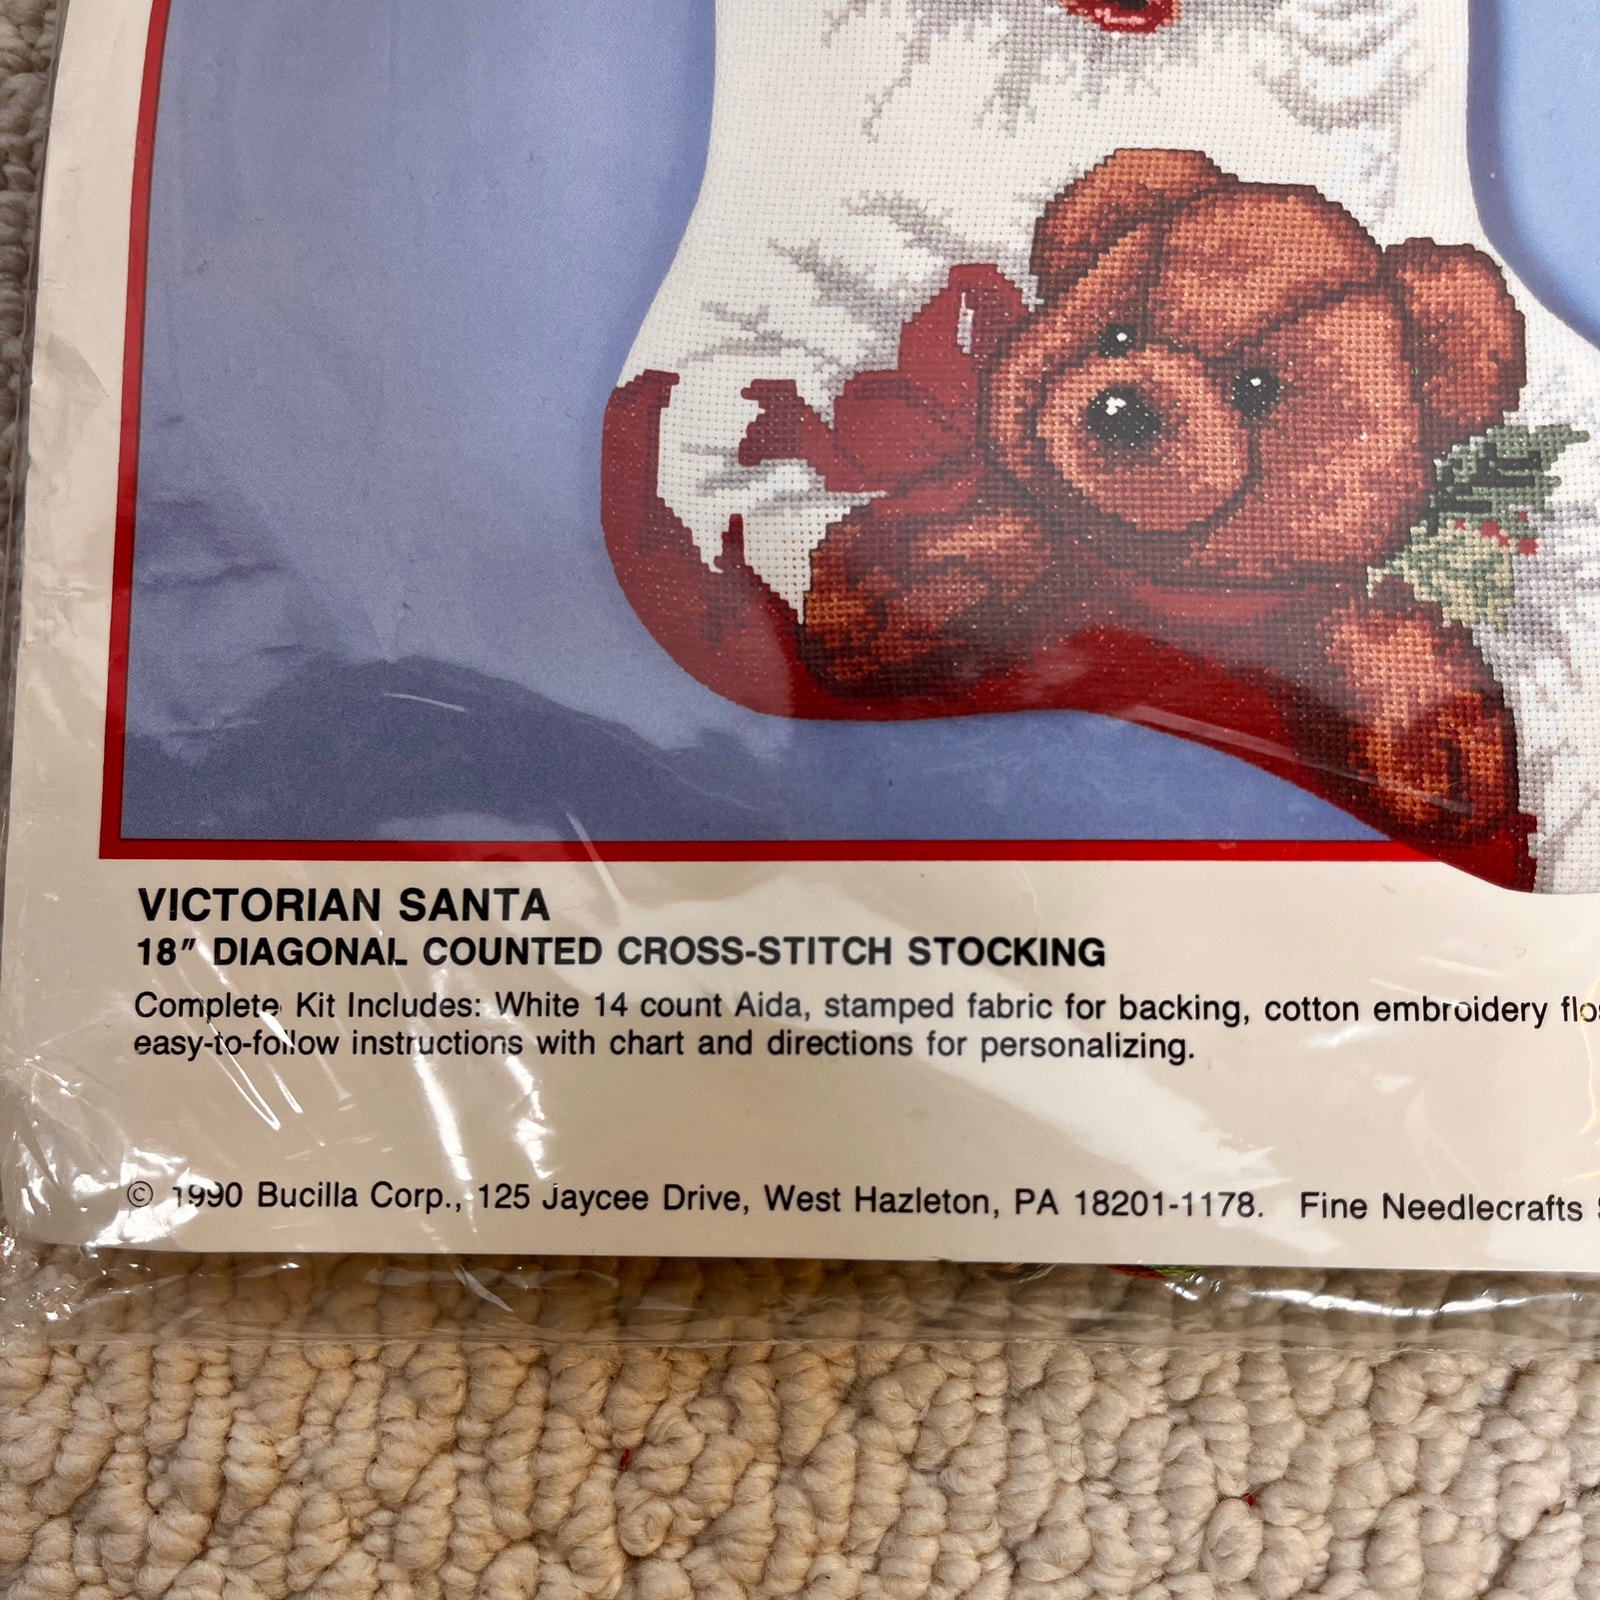 VICTORIAN SANTA
18" DIAGONAL COUNTED CROSS-STITCH STOCKING
Complete Kit Includes: White 14 count Aida, stamped fabric for backing, cotton embroidery
easy-to-follow instructions with chart and directions for personalizing.
© 1990 Bucilla Corp., 125 Jaycee Drive, West Hazleton, PA 18201-1178. Fine Needlecrafts